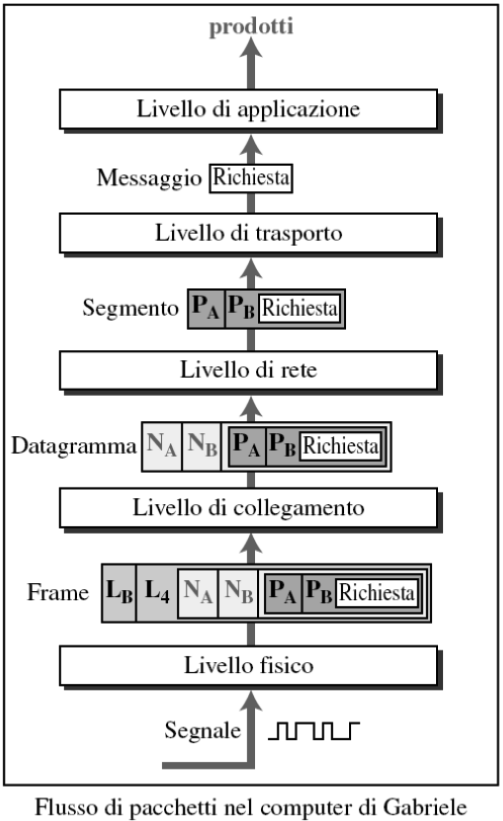 prodotti
Livello di applicazione
Messaggio Richiesta
Livello di trasporto
Segmento P_A P_B Richiesta
Livello di rete
Datagramma N_A N_B P_A P_B Richiesta
Livello di collegamento
Frame L_B L_4 N_A N_B P_A P_B Richiesta
Livello fisico
Segnale
Flusso di pacchetti nel computer di Gabriele